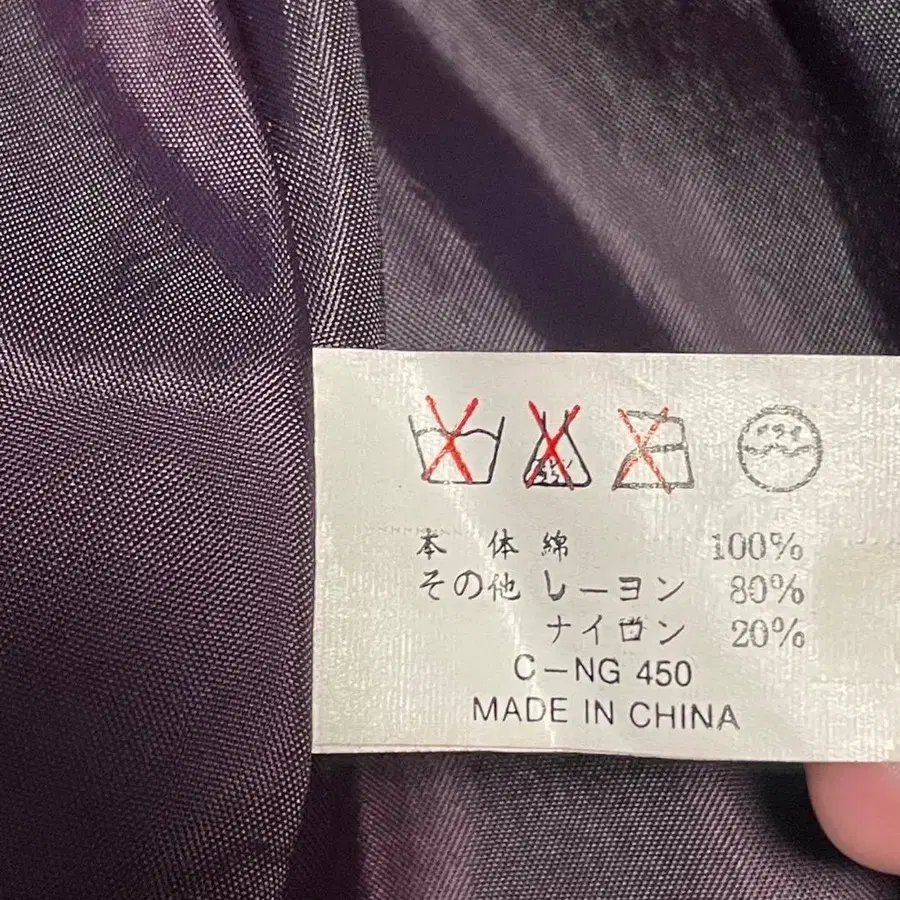 本 体 綿 100%
その他 レーヨン 80%
ナイロン 20%
C-NG 450
MADE IN CHINA